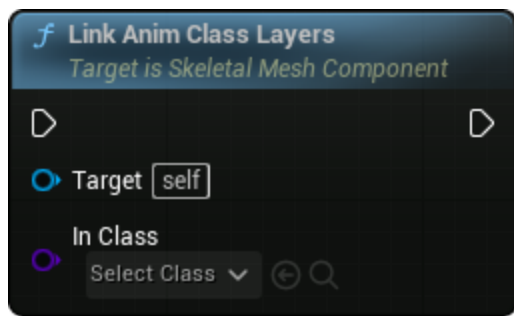 f Link Anim Class Layers
Target is Skeletal Mesh Component
Target self
In Class
Select Class